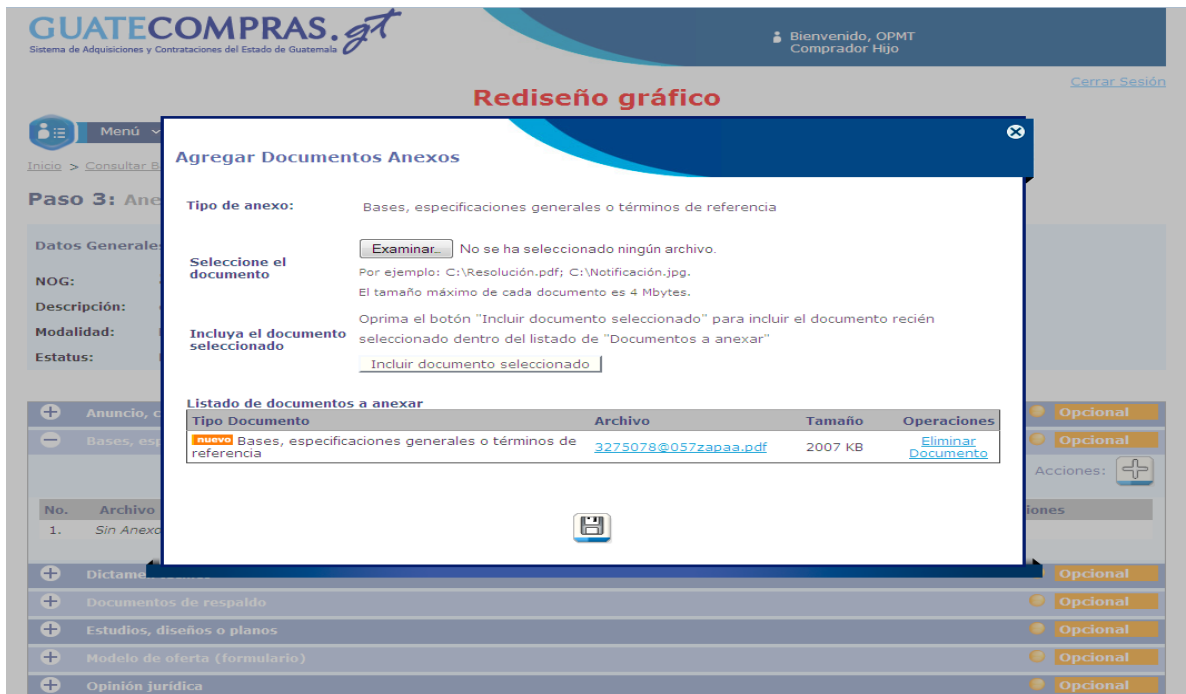 GUATECOMPRAS.gt
Sistema de Adquisiciones y Contrataciones del Estado de Guatemala
Bienvenido, OPMT
Comprador Hijo
Cerrar Sesión
Rediseño gráfico
Menú
Inicio > Consultar B
Paso 3: Ane
Datos Generale
NOG:
Descripción:
Modalidad:
Estatus:
Agregar Documentos Anexos
Tipo de anexo:
Bases, especificaciones generales o términos de referencia
Seleccione el
documento
Examinar... No se ha seleccionado ningún archivo.
Por ejemplo: C:\Resolución.pdf; C:\Notificación.jpg.
El tamaño máximo de cada documento es 4 Mbytes.
Incluya el documento
seleccionado
Oprima el botón "Incluir documento seleccionado" para incluir el documento recién
seleccionado dentro del listado de "Documentos a anexar"
Incluir documento seleccionado
Listado de documentos a anexar
Tipo Documento Archivo Tamaño Operaciones
nuevo Bases, especificaciones generales o términos de
referencia
3275078@057zapaa.pdf 2007 KB Eliminar
Documento
Anuncio, c Opcional
Bases, esp Opcional
Acciones:
No. Archivo iones
1. Sin Anexo
Dictame Opcional
Documentos de respaldo Opcional
Estudios, diseños o planos Opcional
Modelo de oferta (formulario) Opcional
Opinión jurídica Opcional